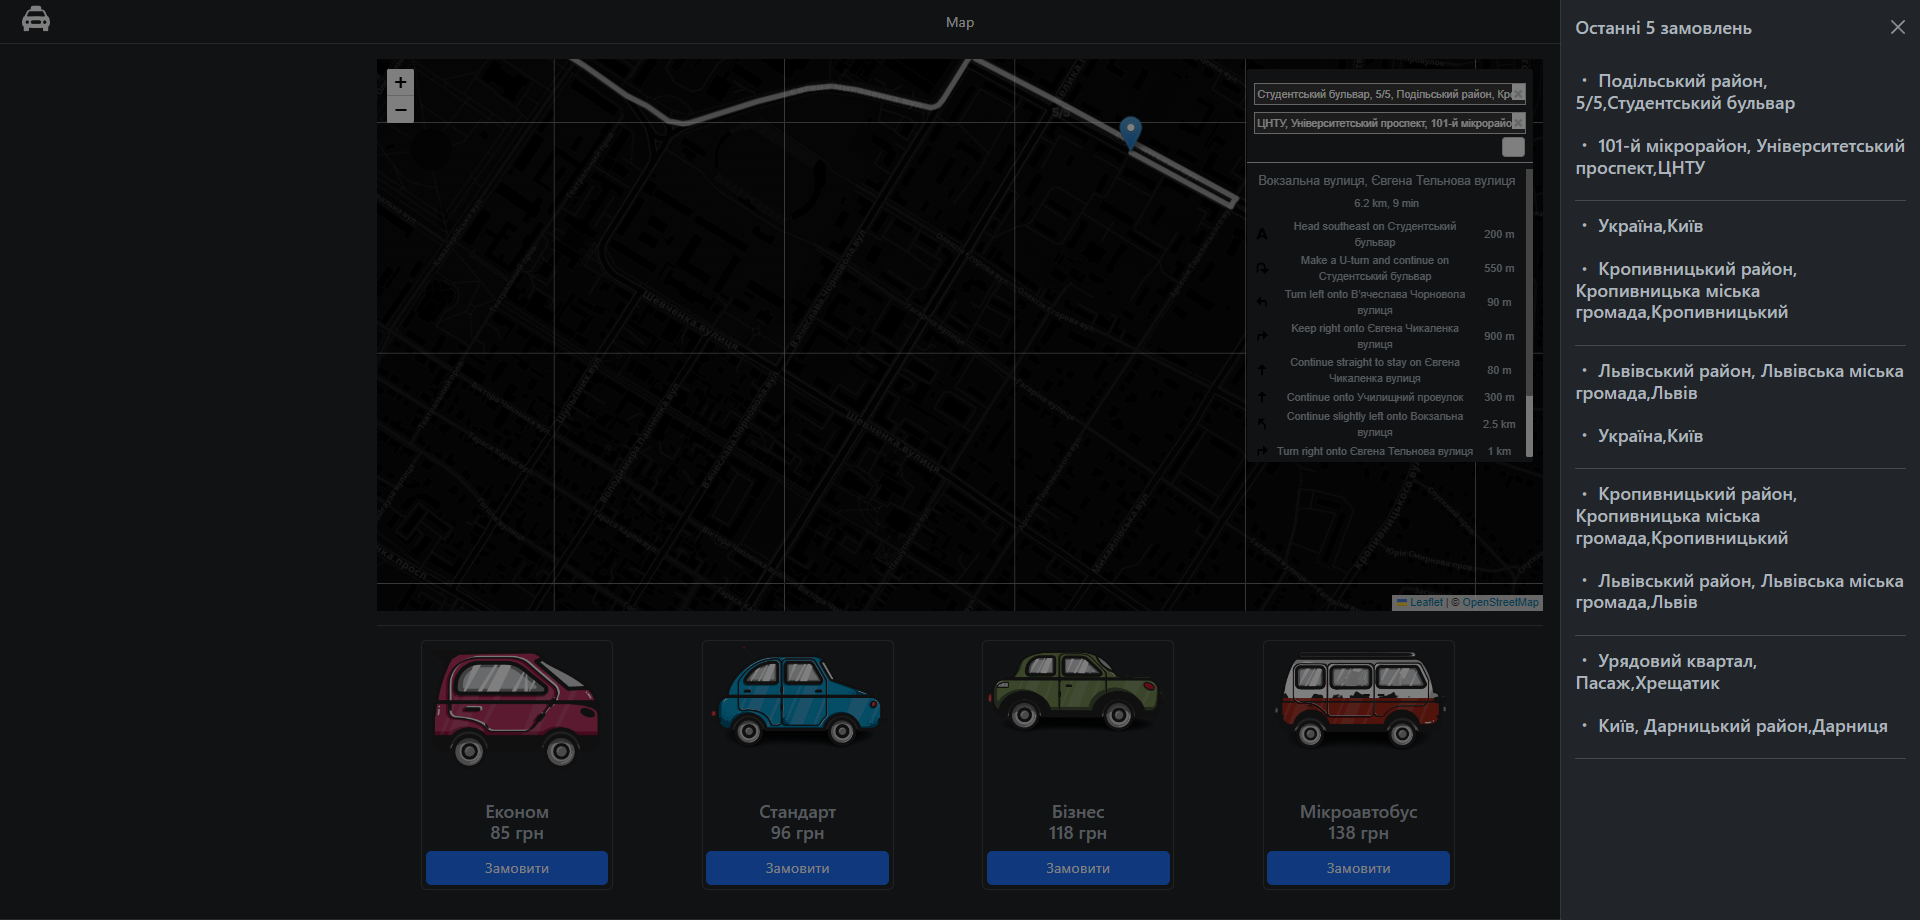 Map
Останні 5 замовлень
• Подільський район,
5/5,Студентський бульвар
• 101-й мікрорайон, Університетський
проспект,ЦНТУ
• Україна,Київ
• Кропивницький район,
Кропивницька міська
громада,Кропивницький
• Львівський район, Львівська міська
громада,Львів
• Україна,Київ
• Кропивницький район,
Кропивницька міська
громада,Кропивницький
• Львівський район, Львівська міська
громада,Львів
• Урядовий квартал,
Пасаж,Хрещатик
• Київ, Дарницький район,Дарниця
+
−
5/5
Шевченка вулиця
Шевченка вулиця
Студентський бульвар, 5/5, Подільський район, Кро
ЦНТУ, Університетський проспект, 101-й мікрорайо
Вокзальна вулиця, Євгена Тельнова вулиця
6.2 km, 9 min
Head southeast on Студентський
бульвар
200 m
Make a U-turn and continue on
Студентський бульвар
550 m
Turn left onto В'ячеслава Чорновола
вулиця
90 m
Keep right onto Євгена Чикаленка
вулиця
900 m
Continue straight to stay on Євгена
Чикаленка вулиця
80 m
Continue onto Училищний провулок
300 m
Continue slightly left onto Вокзальна
вулиця
2.5 km
Turn right onto Євгена Тельнова вулиця
1 km
Leaflet | © OpenStreetMap
Економ
85 грн
Замовити
Стандарт
96 грн
Замовити
Бізнес
118 грн
Замовити
Мікроавтобус
138 грн
Замовити